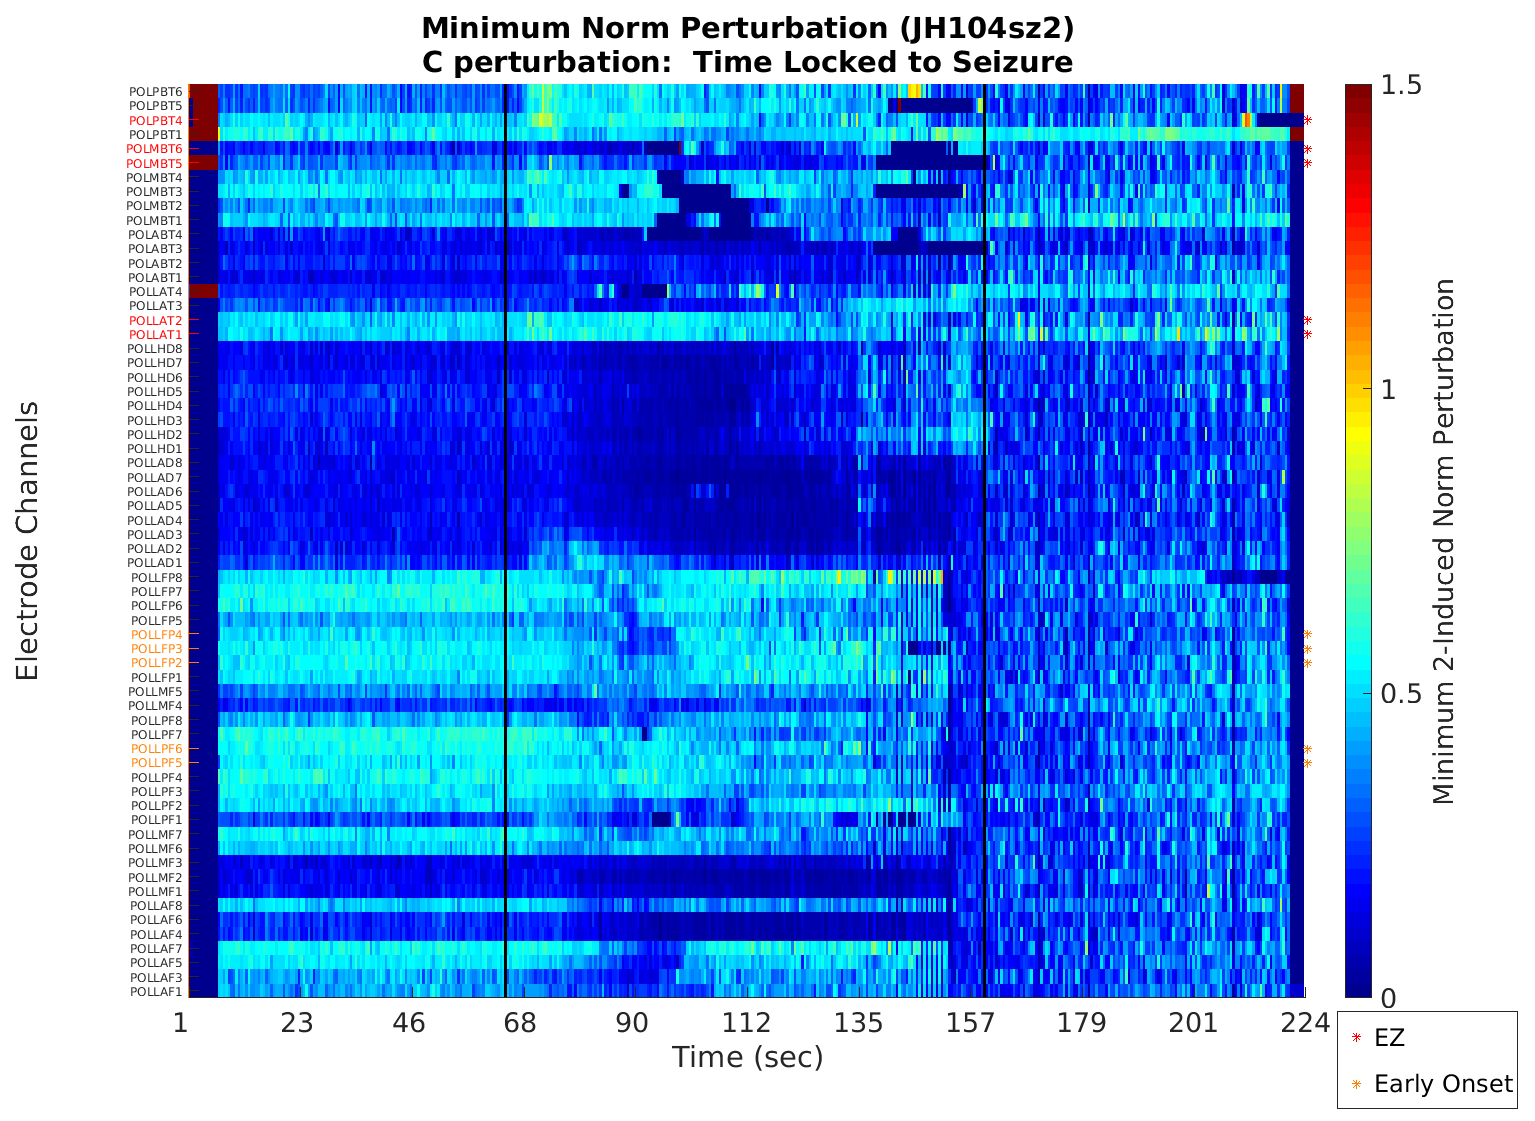 Minimum Norm Perturbation (JH104sz2)
C perturbation:  Time Locked to Seizure
Electrode Channels
POLPBT6
POLPBT5
POLPBT4
POLPBT1
POLMBT6
POLMBT5
POLMBT4
POLMBT3
POLMBT2
POLMBT1
POLABT4
POLABT3
POLABT2
POLABT1
POLLAT4
POLLAT3
POLLAT2
POLLAT1
POLLHD8
POLLHD7
POLLHD6
POLLHD5
POLLHD4
POLLHD3
POLLHD2
POLLHD1
POLLAD8
POLLAD7
POLLAD6
POLLAD5
POLLAD4
POLLAD3
POLLAD2
POLLAD1
POLLFP8
POLLFP7
POLLFP6
POLLFP5
POLLFP4
POLLFP3
POLLFP2
POLLFP1
POLLMF5
POLLMF4
POLLPF8
POLLPF7
POLLPF6
POLLPF5
POLLPF4
POLLPF3
POLLPF2
POLLPF1
POLLMF7
POLLMF6
POLLMF3
POLLMF2
POLLMF1
POLLAF8
POLLAF6
POLLAF4
POLLAF7
POLLAF5
POLLAF3
POLLAF1
1 23 46 68 90 112 135 157 179 201 224
Time (sec)
1.5
1
0.5
0
Minimum 2-Induced Norm Perturbation
EZ
Early Onset